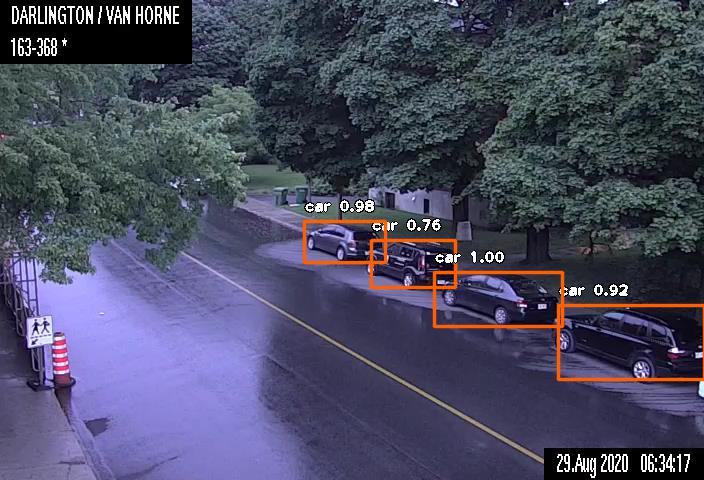 DARLINGTON / VAN HORNE
163-368 *
car 0.98
car 0.76
car 1.00
car 0.92
29.Aug 2020 06:34:17